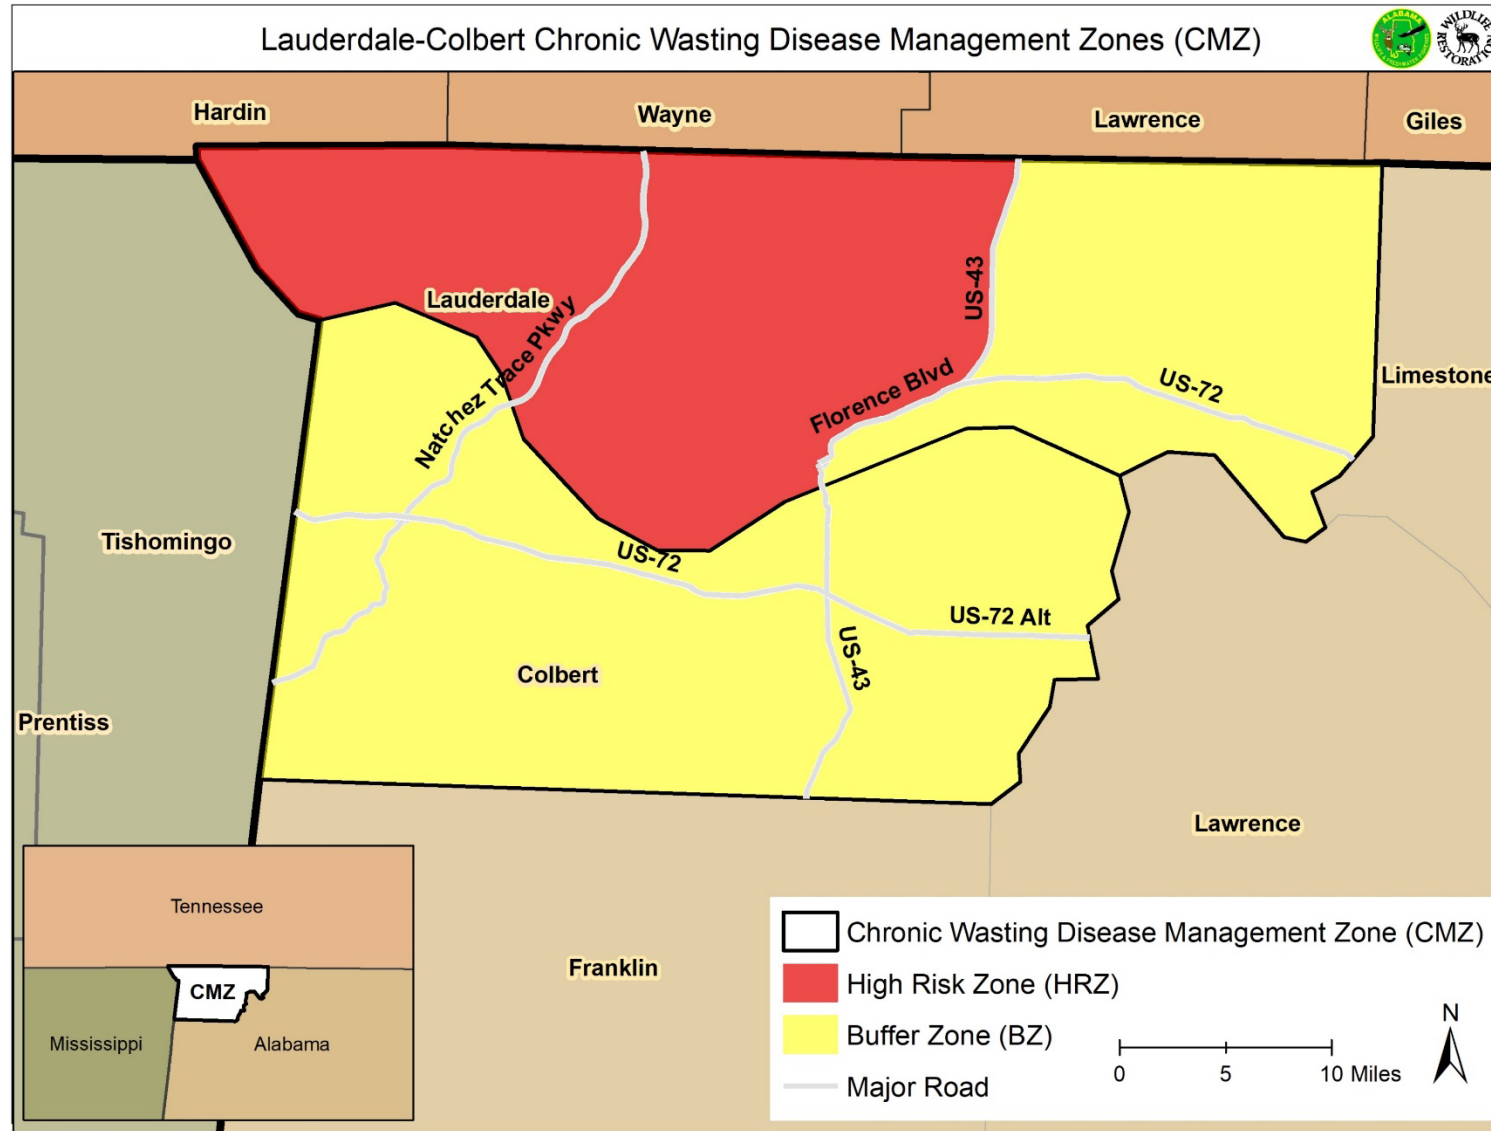 Lauderdale-Colbert Chronic Wasting Disease Management Zones (CMZ)
ALABAMA
WILDLIFE
RESTORATION
Hardin
Wayne
Lawrence
Giles
Lauderdale
Natchez Trace Pkwy
US-43
Florence Blvd
US-72
Limestone
Tishomingo
US-72
US-72 Alt
US-43
Colbert
Prentiss
Lawrence
Franklin
Tennessee
CMZ
Mississippi
Alabama
Chronic Wasting Disease Management Zone (CMZ)
High Risk Zone (HRZ)
Buffer Zone (BZ)
Major Road
N
0 5 10 Miles